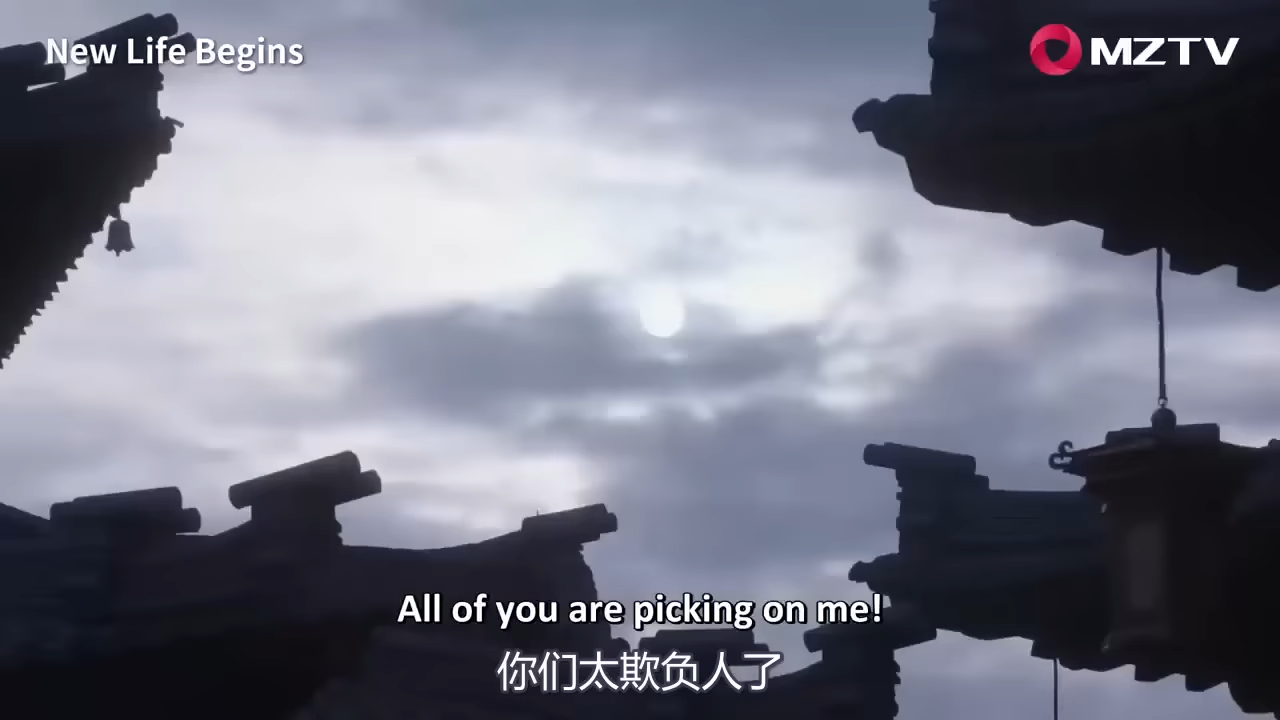 New Life Begins
MZTV
All of you are picking on me!
你们太欺负人了